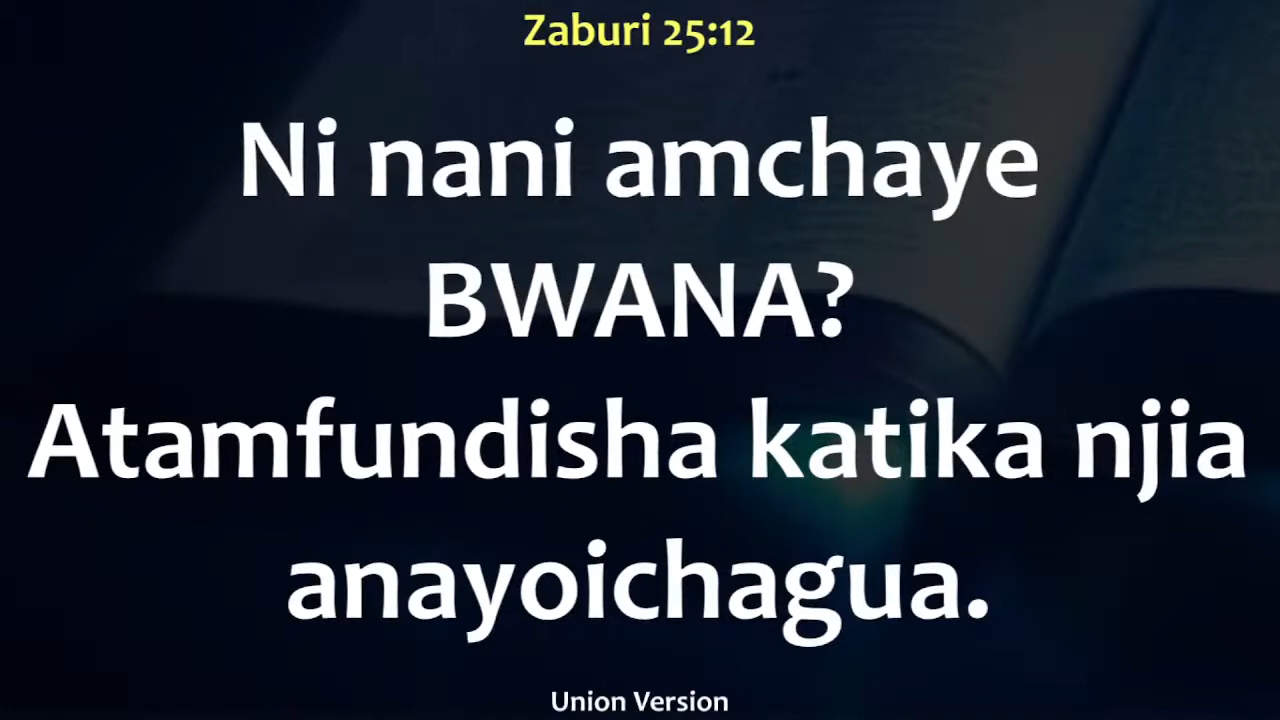 Zaburi 25:12
Ni nani amchaye
BWANA?
Atamfundisha katika njia
anayoichagua.
Union Version